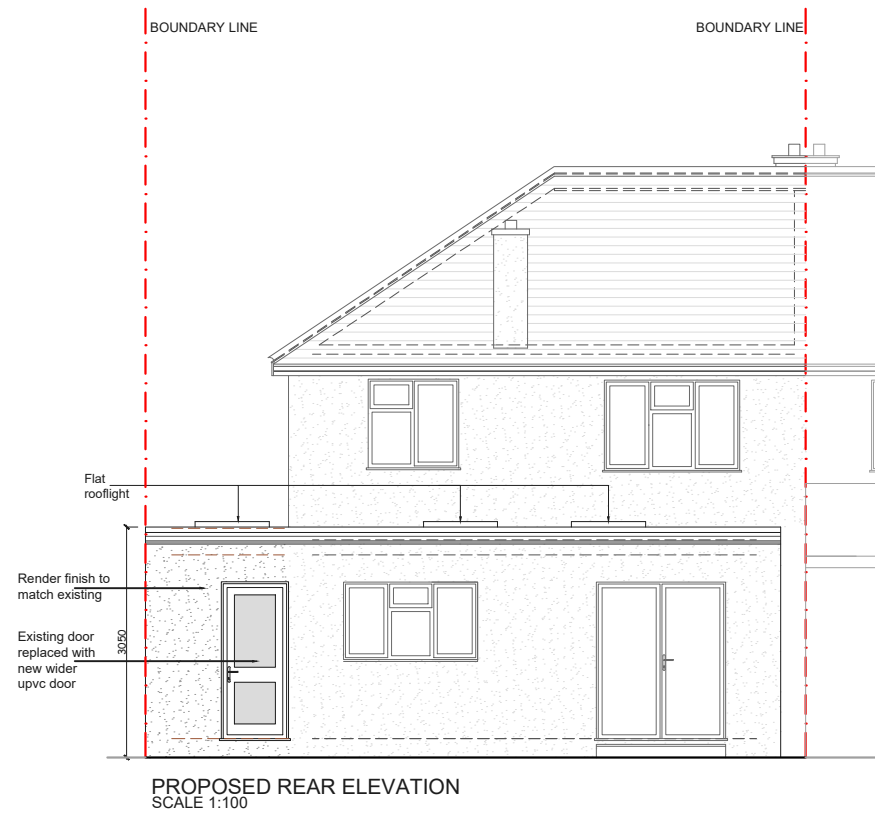 BOUNDARY LINE
BOUNDARY LINE
Flat
rooflight
Render finish to
match existing
3050
Existing door
replaced with
new wider
upvc door
PROPOSED REAR ELEVATION
SCALE 1:100